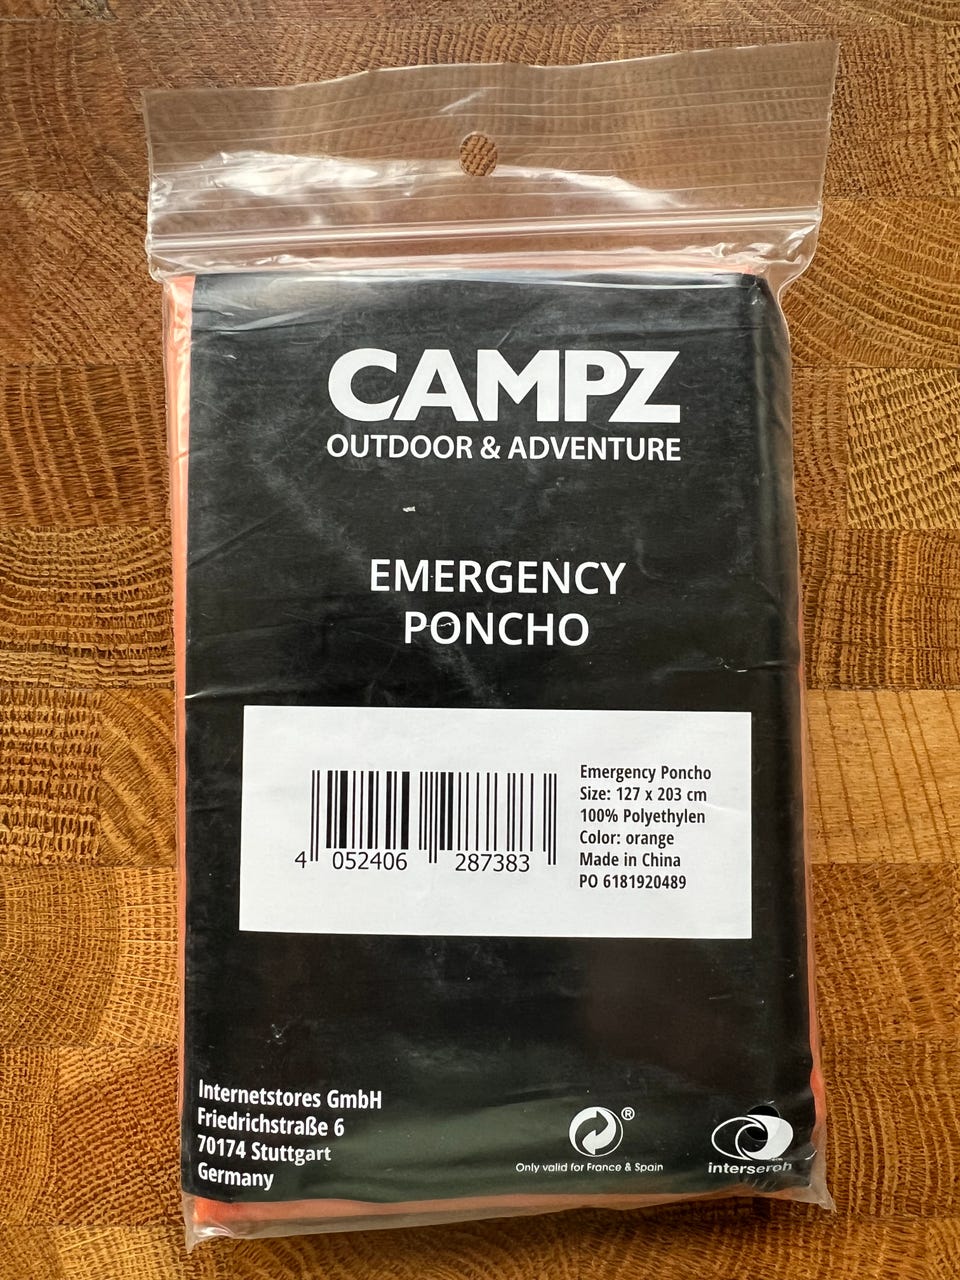 CAMPZ
OUTDOOR & ADVENTURE
EMERGENCY
PONCHO
4 052406 287383
Emergency Poncho
Size: 127 x 203 cm
100% Polyethylen
Color: orange
Made in China
PO 6181920489
Internetstores GmbH
Friedrichstraße 6
70174 Stuttgart
Germany
®
Only valid for France & Spain
interseroh